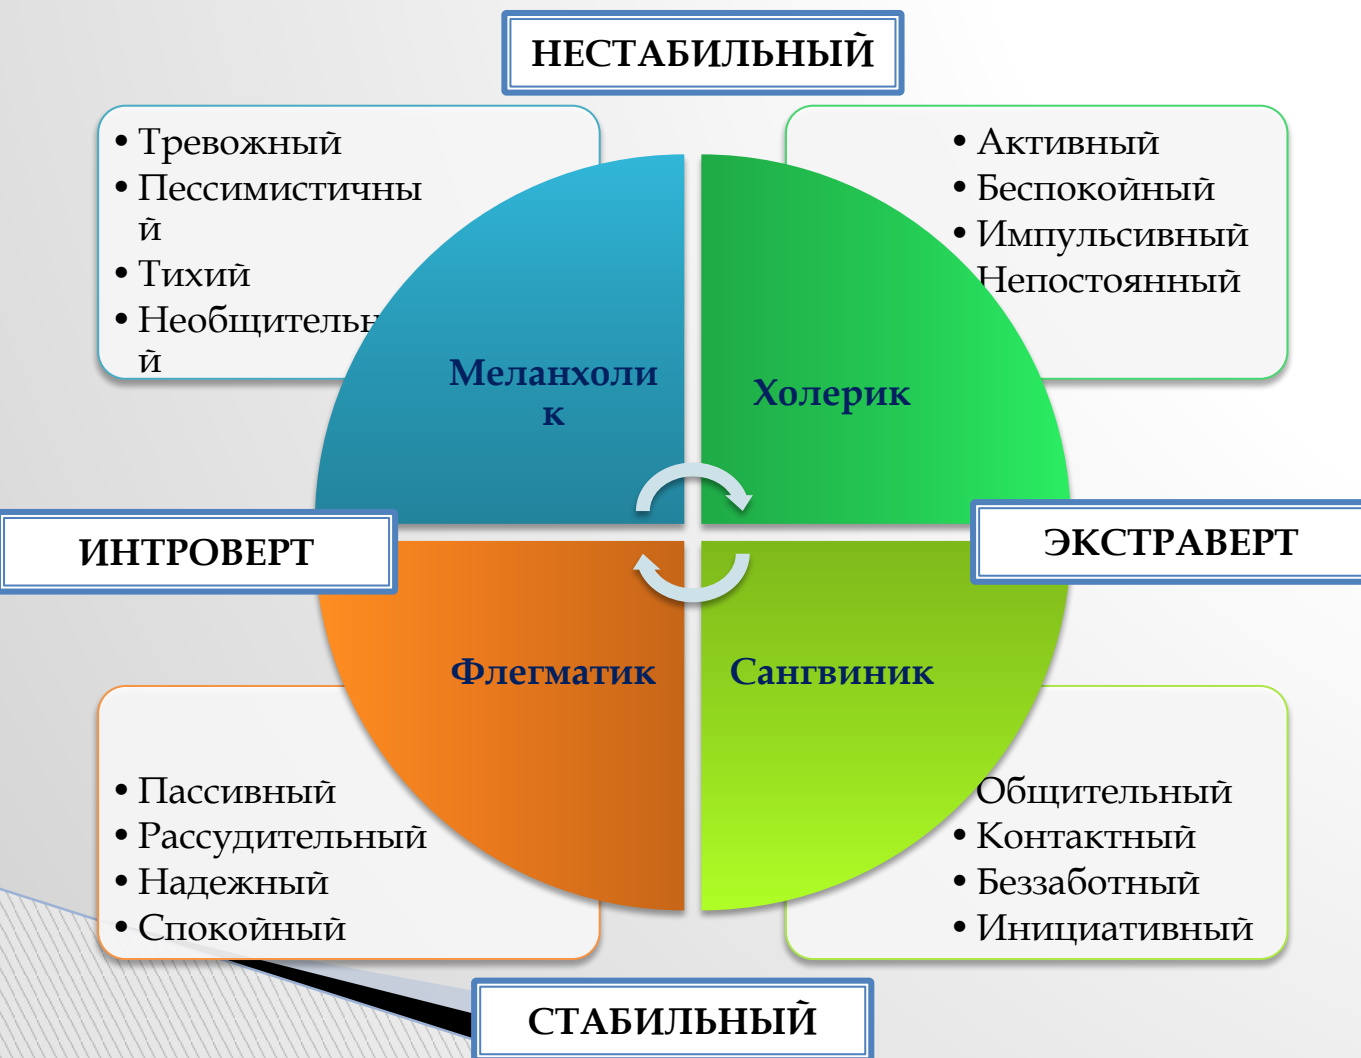 НЕСТАБИЛЬНЫЙ
• Тревожный
• Пессимистичны
й
• Тихий
• Необщительн
й
• Активный
• Беспокойный
• Импульсивный
Непостоянный
Меланхоли
к
Холерик
ИНТРОВЕРТ
ЭКСТРАВЕРТ
Флегматик
Сангвиник
• Пассивный
• Рассудительный
• Надежный
• Спокойный
Общительный
• Контактный
• Беззаботный
• Инициативный
СТАБИЛЬНЫЙ